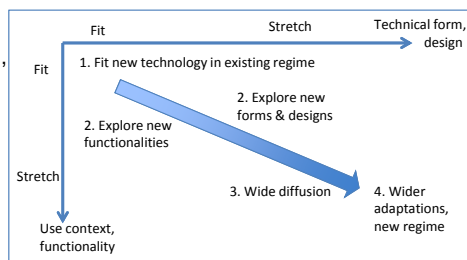 Fit
Stretch
Technical form,
design
,
Fit
1. Fit new technology in existing regime
2. Explore new
forms & designs
2. Explore new
functionalities
Stretch
3. Wide diffusion
4. Wider
adaptations,
new regime
Use context,
functionality